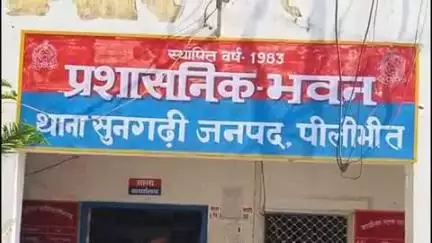 स्थापित वर्ष - 1983
प्रशासनिक-भवन
थाना सुनगढ़ी जनपद, पीलीभीत